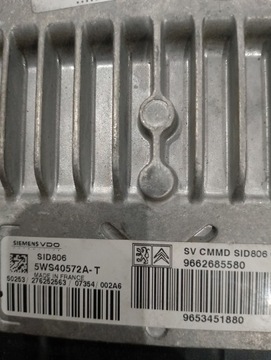 SIEMENS VDO
SID806
5WS40572A-T
MADE IN FRANCE
S0253 276252563 07354 002A6
SV CMMD SID806
9662685580
9653451880